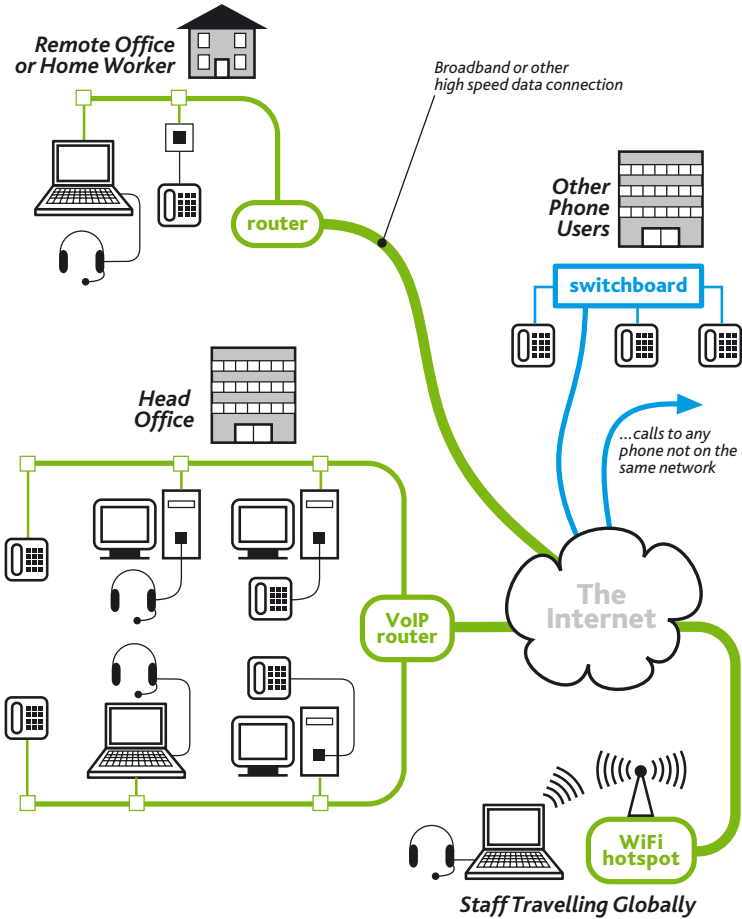 Remote Office
or Home Worker
Broadband or other
high speed data connection
router
Other
Phone
Users
switchboard
Head
Office
...calls to any
phone not on the
same network
VoIP
router
The
Internet
WiFi
hotspot
Staff Travelling Globally